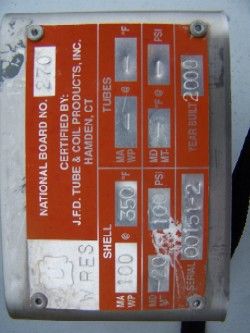 NATIONAL BOARD NO. 270
CERTIFIED BY:
J.F.D. TUBE & COIL PRODUCTS, INC.
HAMDEN, CT
U
W RES
SHELL
TUBES
MA WP 100 @ 350 °F
MA WP - @ - °F
MD -20 @ 100 PSI
MD MT - @ - PSI
SERIAL 00151-2
YEAR BUILT 2000